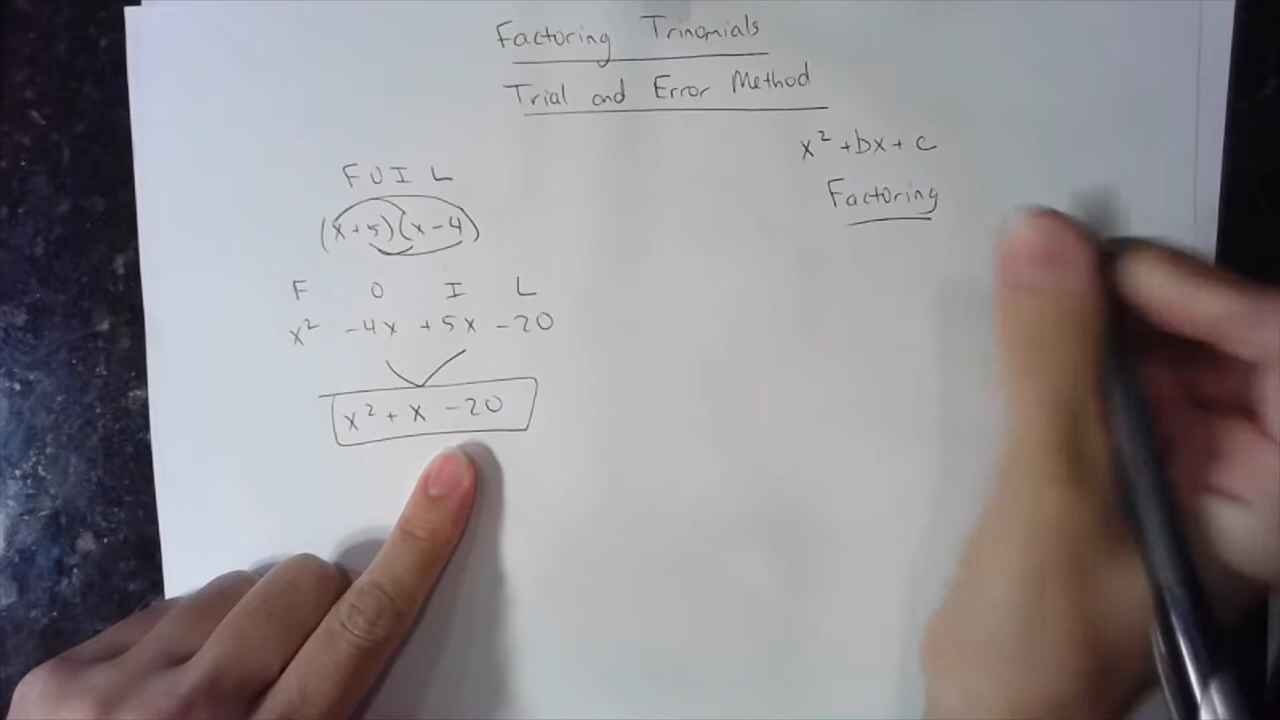 Factoring Trinomials
Trial and Error Method
x² + bx + c
Factoring
F O I L
(x + 5)(x - 4)
F O I L
x² -4x +5x -20
x² + x - 20